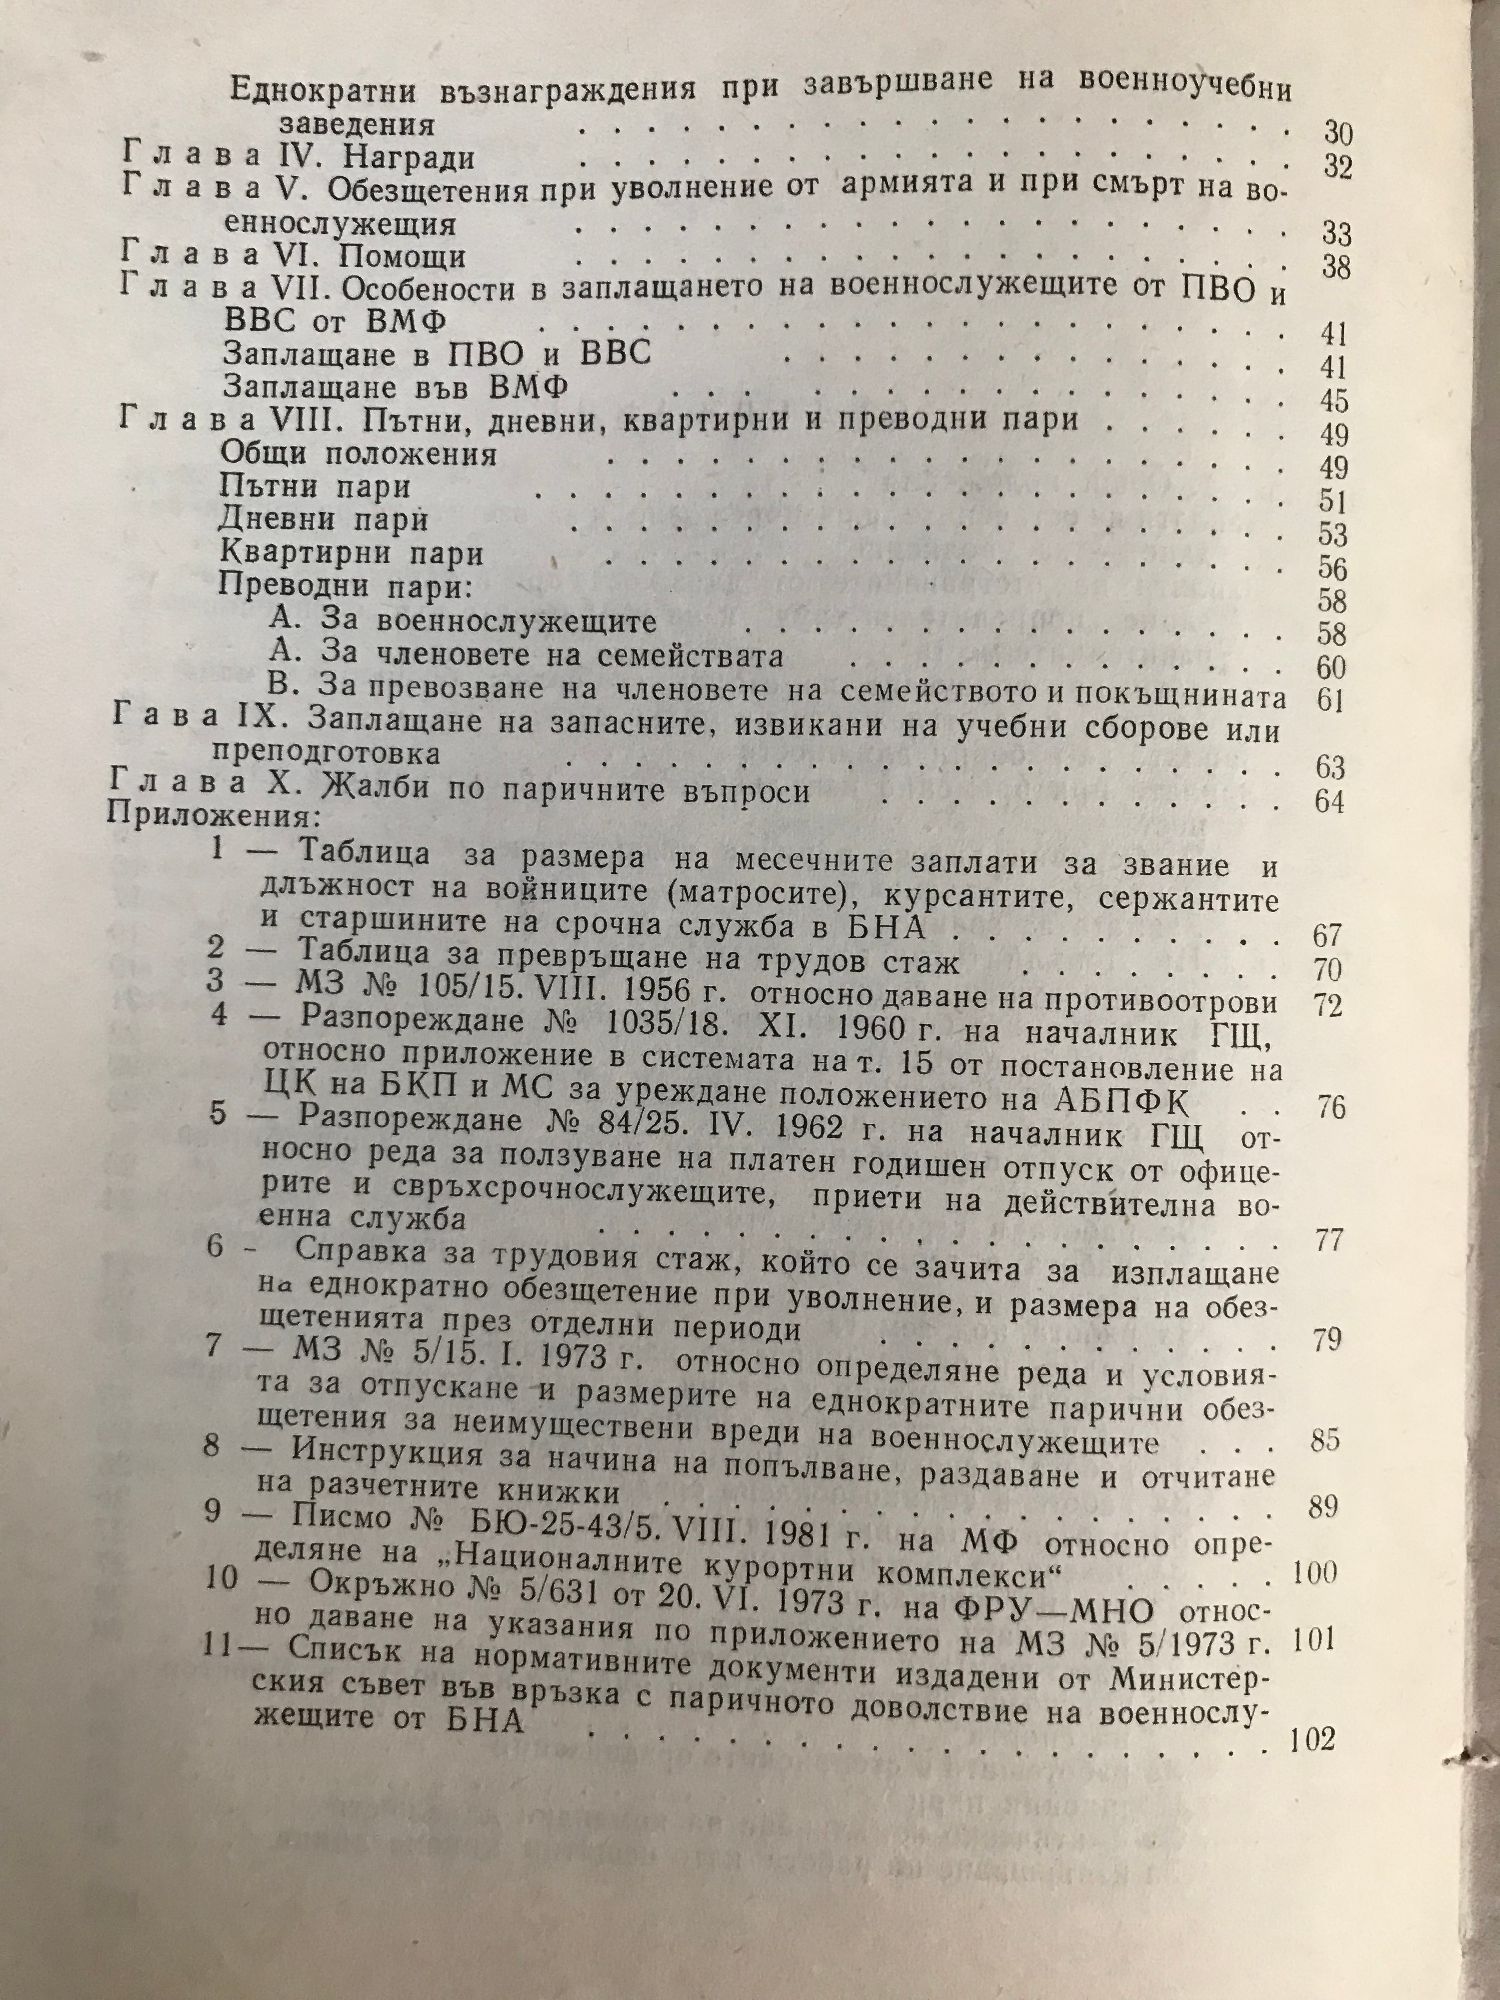 Еднократни възнаграждения при завършване на военноучебни
заведения . . . . . . . . . . . . . . . . . . . . . 30
Глава IV. Награди . . . . . . . . . . . . . . . . . . . . . 32
Глава V. Обезщетения при уволнение от армията и при смърт на во-
еннослужещия . . . . . . . . . . . . . . . . . . . . . 33
Глава VI. Помощи . . . . . . . . . . . . . . . . . . . . . 38
Глава VII. Особености в заплащането на военнослужещите от ПВО и
ВВС от ВМФ . . . . . . . . . . . . . . . . . . . . . . 41
Заплащане в ПВО и ВВС . . . . . . . . . . . . . . . 41
Заплащане във ВМФ . . . . . . . . . . . . . . . . . 45
Глава VIII. Пътни, дневни, квартирни и преводни пари . . . . . . 49
Общи положения . . . . . . . . . . . . . . . . . . . . 49
Пътни пари . . . . . . . . . . . . . . . . . . . . . . 51
Дневни пари . . . . . . . . . . . . . . . . . . . . . 53
Квартирни пари . . . . . . . . . . . . . . . . . . . . 56
Преводни пари: 58
А. За военнослужещите . . . . . . . . . . . . . . . . 58
А. За членовете на семействата . . . . . . . . . . . . . 60
В. За превозване на членовете на семейството и покъщнината 61
Гава IX. Заплащане на запасните, извикани на учебни сборове или
преподготовка . . . . . . . . . . . . . . . . . . . . . 63
Глава X. Жалби по паричните въпроси . . . . . . . . . . . . 64
Приложения:
1 — Таблица за размера на месечните заплати за звание и
длъжност на войниците (матросите), курсантите, сержантите
и старшините на срочна служба в БНА . . . . . . . . . . 67
2 — Таблица за превръщане на трудов стаж . . . . . . . . 70
3 — МЗ № 105/15. VIII. 1956 г. относно даване на противоотрови 72
4 — Разпореждане № 1035/18. XI. 1960 г. на началник ГЩ,
относно приложение в системата на т. 15 от постановление на
ЦК на БКП и МС за уреждане положението на АБПФК . . 76
5 — Разпореждане № 84/25. IV. 1962 г. на началник ГЩ от-
носно реда за ползуване на платен годишен отпуск от офице-
рите и свръхсрочнослужещите, приети на действителна во-
енна служба . . . . . . . . . . . . . . . . . . . . 77
6 - Справка за трудовия стаж, който се зачита за изплащане
на еднократно обезщетение при уволнение, и размера на обез-
щетенията през отделни периоди . . . . . . . . . . . . 79
7 — МЗ № 5/15. I. 1973 г. относно определяне реда и условия-
та за отпускане и размерите на еднократните парични обез-
щетения за неимуществени вреди на военнослужещите . . . 85
8 — Инструкция за начина на попълване, раздаване и отчитане
на разчетните книжки . . . . . . . . . . . . . . . . . . 89
9 — Писмо № БЮ-25-43/5. VIII. 1981 г. на МФ относно опре-
деляне на „Националните курортни комплекси“ . . . . . 100
10 — Окръжно № 5/631 от 20. VI. 1973 г. на ФРУ—МНО относ-
но даване на указания по приложението на МЗ № 5/1973 г. 101
11— Списък на нормативните документи издадени от Министер-
ския съвет във връзка с паричното доволствие на военнослу-
жещите от БНА . . . . . . . . . . . . . . . . . . . . 102